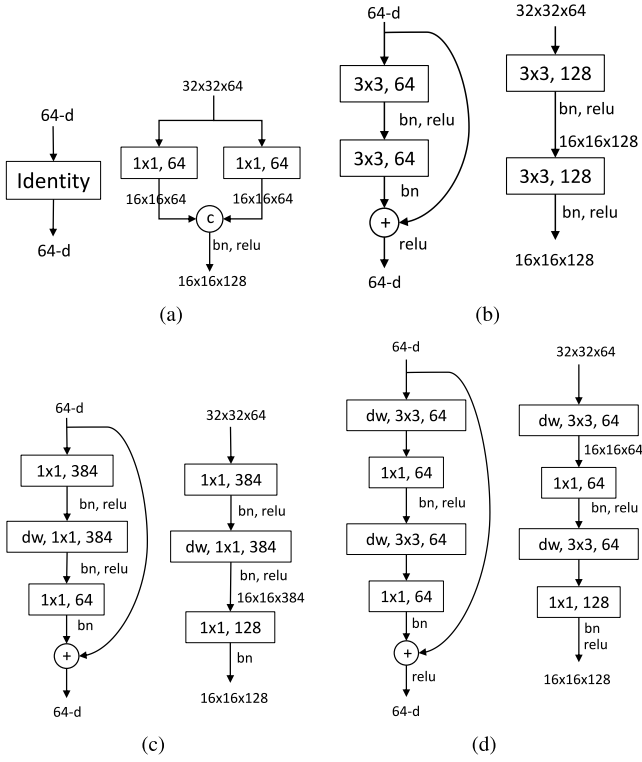 64-d
Identity
64-d
32x32x64
1x1, 64
1x1, 64
16x16x64
16x16x64
c
bn, relu
16x16x128
(a)
64-d
3x3, 64
bn, relu
3x3, 64
bn
+
relu
64-d
32x32x64
3x3, 128
bn, relu
16x16x128
3x3, 128
bn, relu
16x16x128
(b)
64-d
1x1, 384
bn, relu
dw, 1x1, 384
bn, relu
1x1, 64
bn
+
64-d
32x32x64
1x1, 384
bn, relu
dw, 1x1, 384
bn, relu
16x16x384
1x1, 128
bn
16x16x128
(c)
64-d
dw, 3x3, 64
1x1, 64
bn, relu
dw, 3x3, 64
1x1, 64
bn
+
relu
64-d
32x32x64
dw, 3x3, 64
16x16x64
1x1, 64
bn, relu
dw, 3x3, 64
1x1, 128
bn
relu
16x16x128
(d)